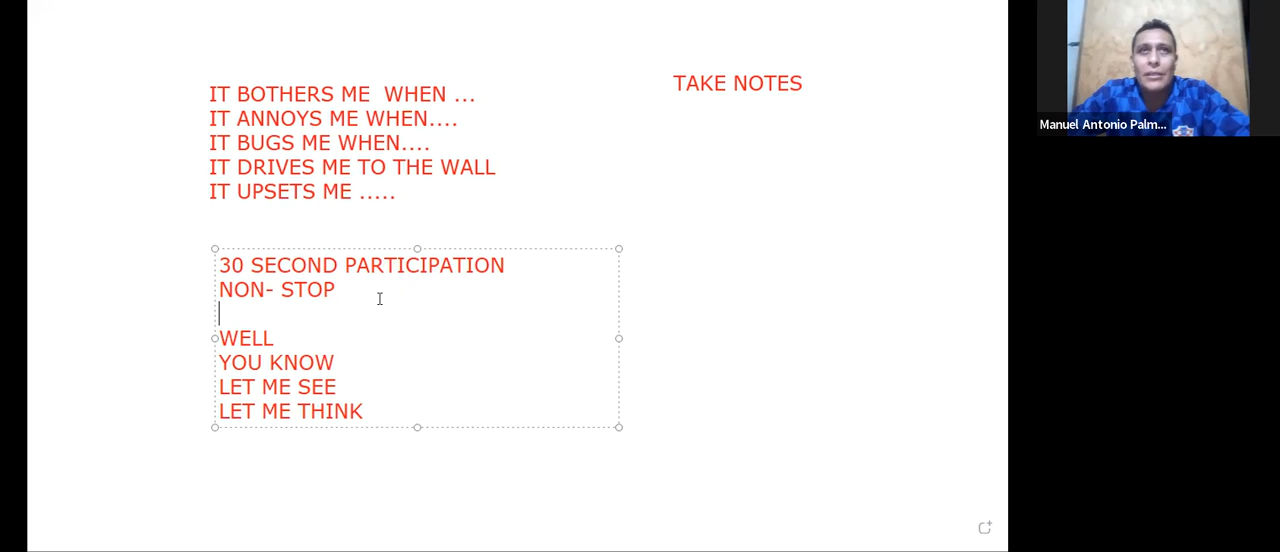 IT BOTHERS ME  WHEN ...
IT ANNOYS ME WHEN....
IT BUGS ME WHEN....
IT DRIVES ME TO THE WALL
IT UPSETS ME .....
TAKE NOTES
30 SECOND PARTICIPATION
NON- STOP
WELL
YOU KNOW
LET ME SEE
LET ME THINK
Manuel Antonio Palm...